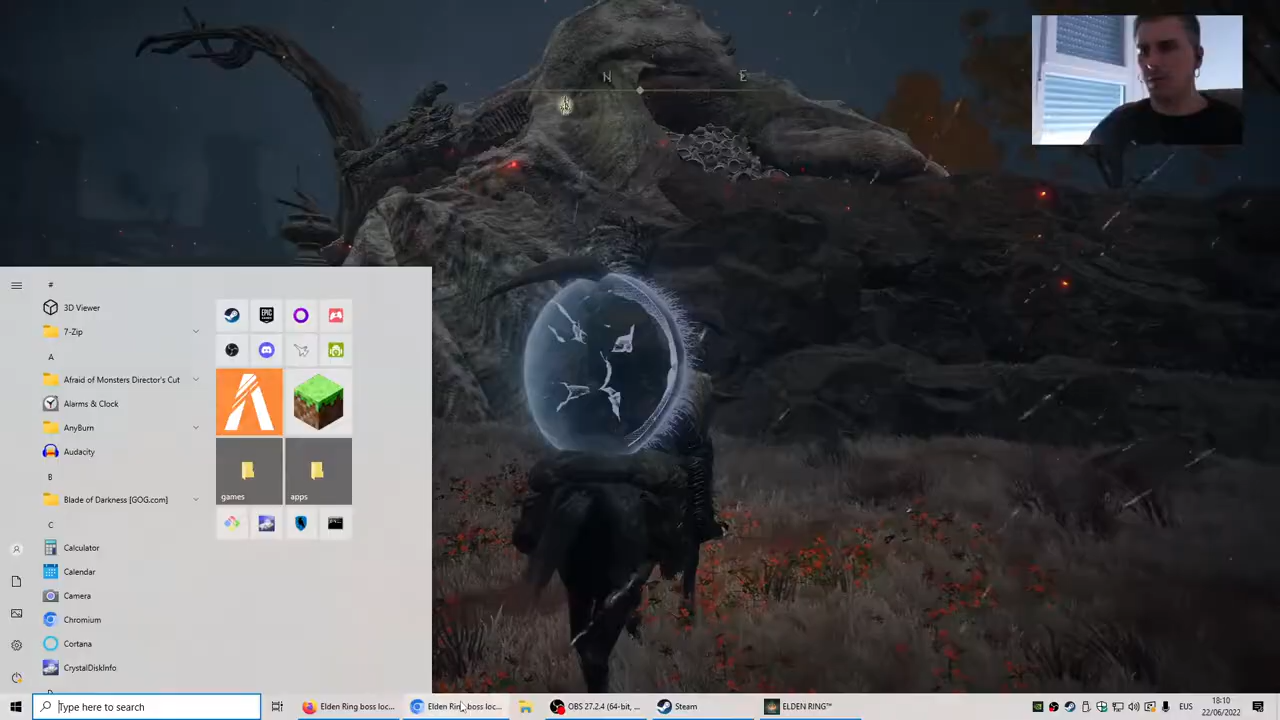 N
E
#
3D Viewer
7-Zip
A
Afraid of Monsters Director's Cut
Alarms & Clock
AnyBurn
Audacity
B
Blade of Darkness [GOG.com]
C
Calculator
Calendar
Camera
Chromium
Cortana
CrystalDiskInfo
EPIC GAMES
games
apps
Type here to search
Elden Ring boss loc...
Elden Ring boss loc...
OBS 27.2.4 (64-bit, ...
Steam
ELDEN RING™
EUS
18:10
22/06/2022